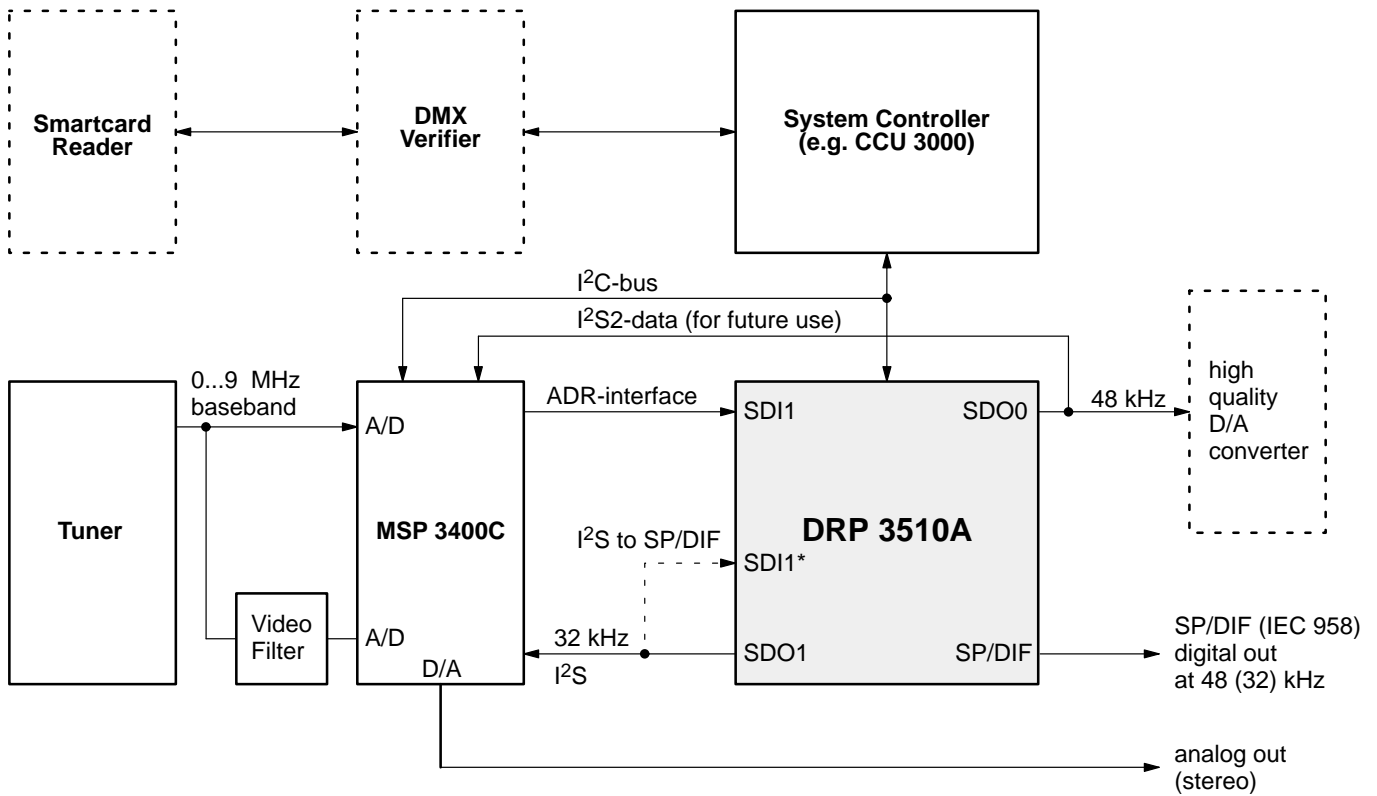 Smartcard
Reader
DMX
Verifier
System Controller
(e.g. CCU 3000)
I²C-bus
I²S2-data (for future use)
0...9 MHz
baseband
A/D
ADR-interface
SDI1
SDO0
48 kHz
high
quality
D/A
converter
Tuner
MSP 3400C
I²S to SP/DIF
DRP 3510A
SDI1*
Video
Filter
A/D
D/A
32 kHz
I²S
SDO1
SP/DIF
SP/DIF (IEC 958)
digital out
at 48 (32) kHz
analog out
(stereo)